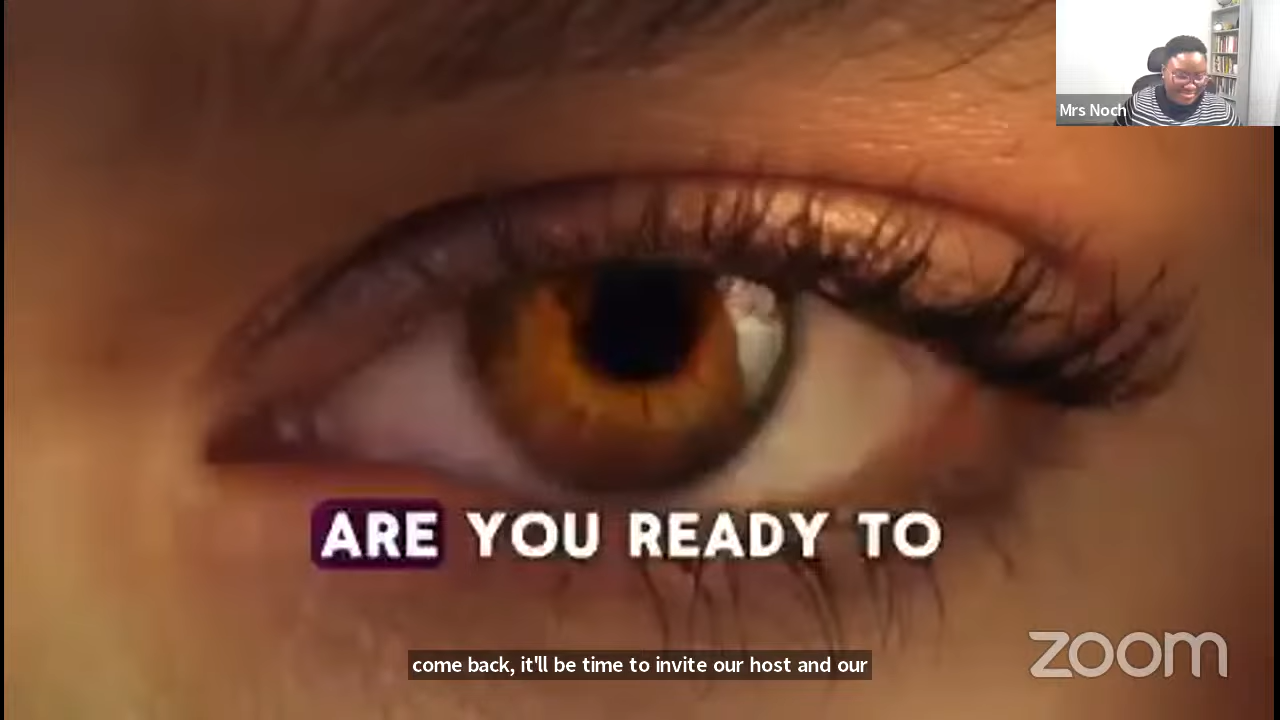 Mrs Noch
ARE YOU READY TO
come back, it'll be time to invite our host and our
zoom